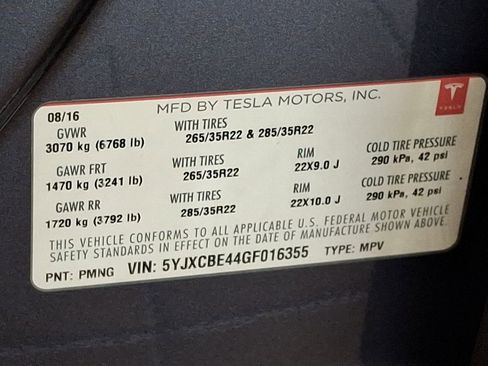 08/16 MFD BY TESLA MOTORS, INC.
TESLA
GVWR WITH TIRES
3070 kg (6768 lb) 265/35R22 & 285/35R22
GAWR FRT WITH TIRES RIM COLD TIRE PRESSURE
1470 kg (3241 lb) 265/35R22 22X9.0 J 290 kPa, 42 psi
GAWR RR WITH TIRES RIM COLD TIRE PRESSURE
1720 kg (3792 lb) 285/35R22 22X10.0 J 290 kPa, 42 psi
THIS VEHICLE CONFORMS TO ALL APPLICABLE U.S. FEDERAL MOTOR VEHICLE
SAFETY STANDARDS IN EFFECT ON THE DATE OF MANUFACTURE SHOWN ABOVE.
PNT: PMNG VIN: 5YJXCBE44GF016355 TYPE: MPV